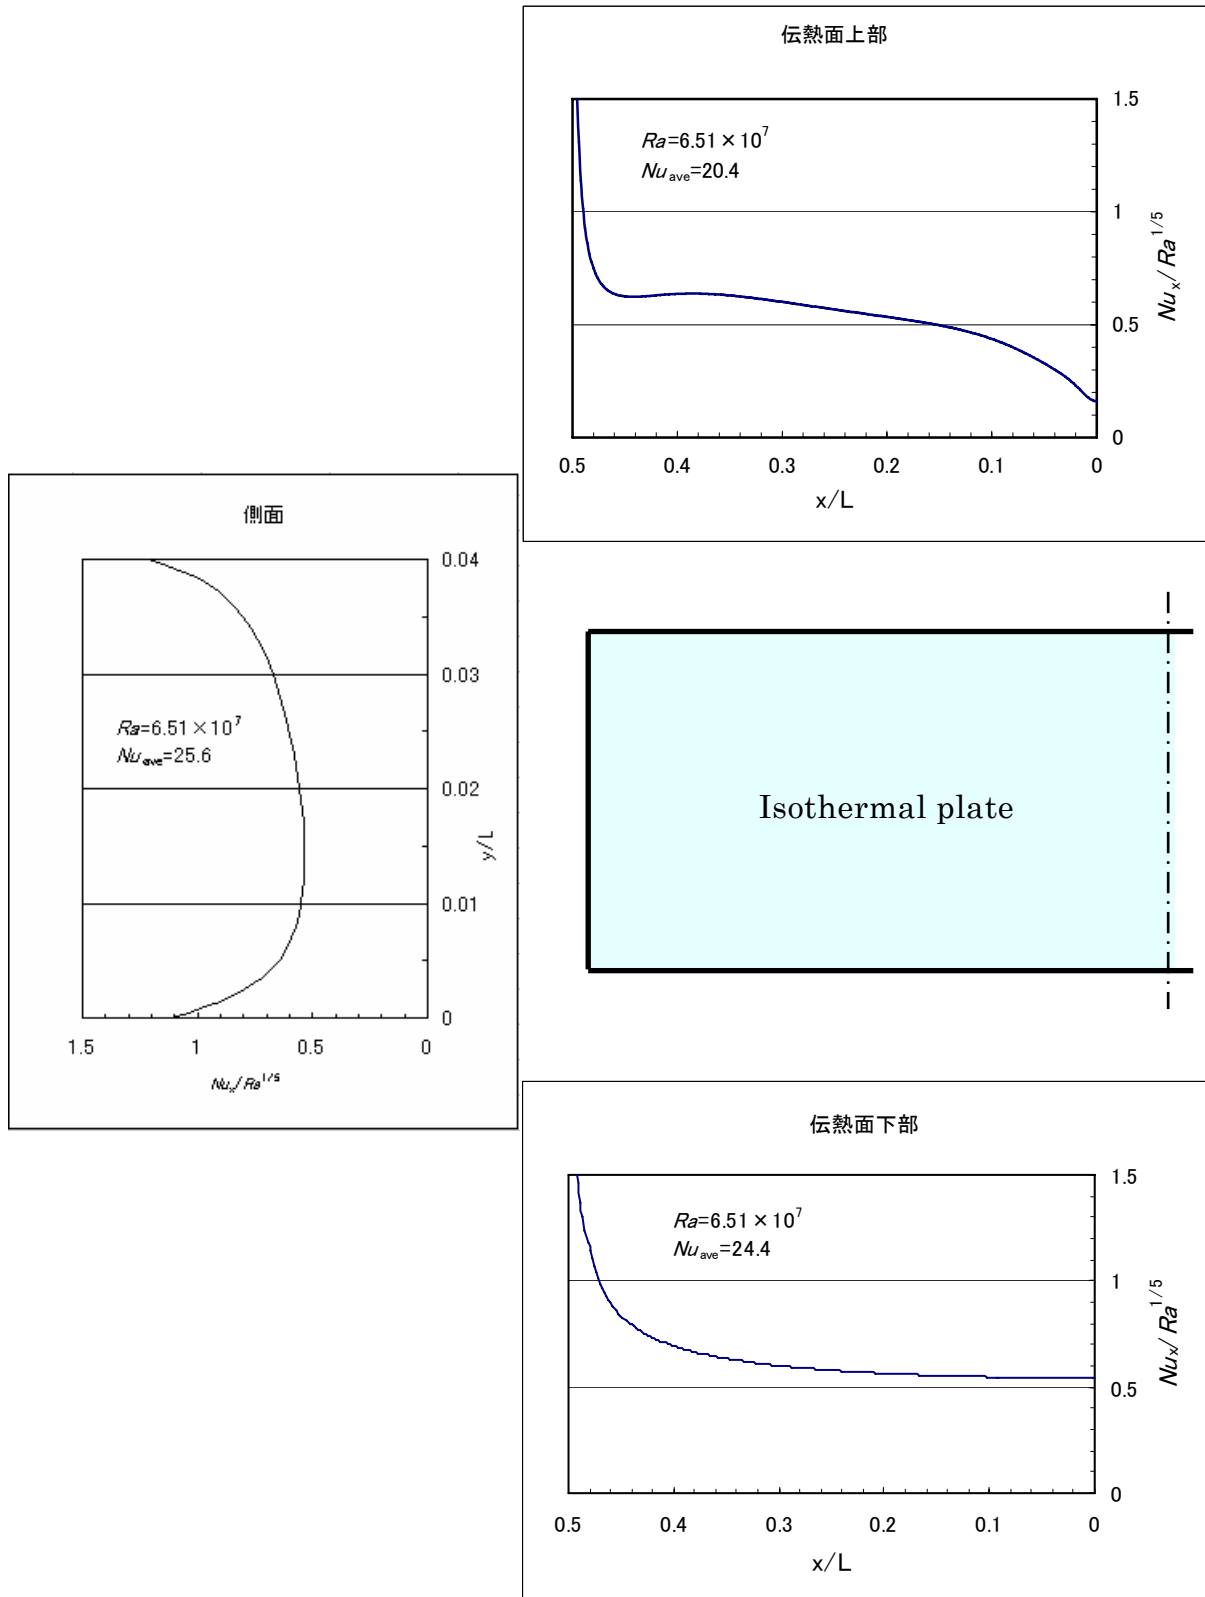 伝熱面上部
1.5
Ra=6.51×10^7
Nu_ave=20.4
1
Nu_x/Ra^1/5
0.5
0
0.5 0.4 0.3 0.2 0.1 0
x/L
側面
0.04
0.03
Ra=6.51×10^7
Nu_ave=25.6
0.02
y/L
0.01
0
1.5 1 0.5 0
Nu_x/Ra^1/5
Isothermal plate
伝熱面下部
1.5
Ra=6.51×10^7
Nu_ave=24.4
1
Nu_x/Ra^1/5
0.5
0
0.5 0.4 0.3 0.2 0.1 0
x/L